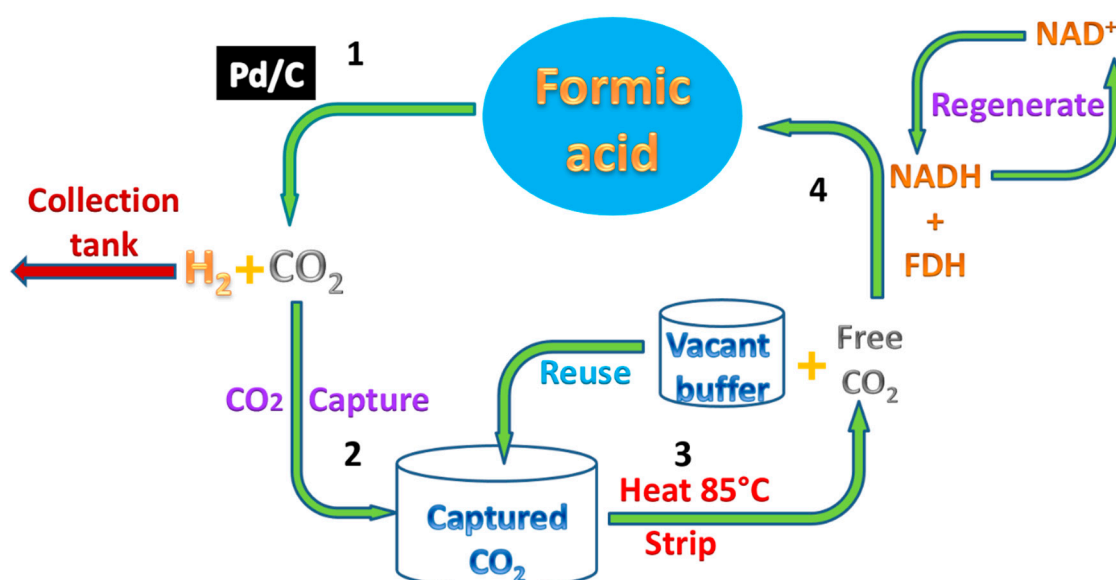 1
Pd/C
Formic
acid
NAD⁺
Regenerate
NADH
+
FDH
4
Collection
tank
H₂+CO₂
Vacant
buffer
+
Free
CO₂
Reuse
CO₂ Capture
2
3
Heat 85°C
Strip
Captured
CO₂